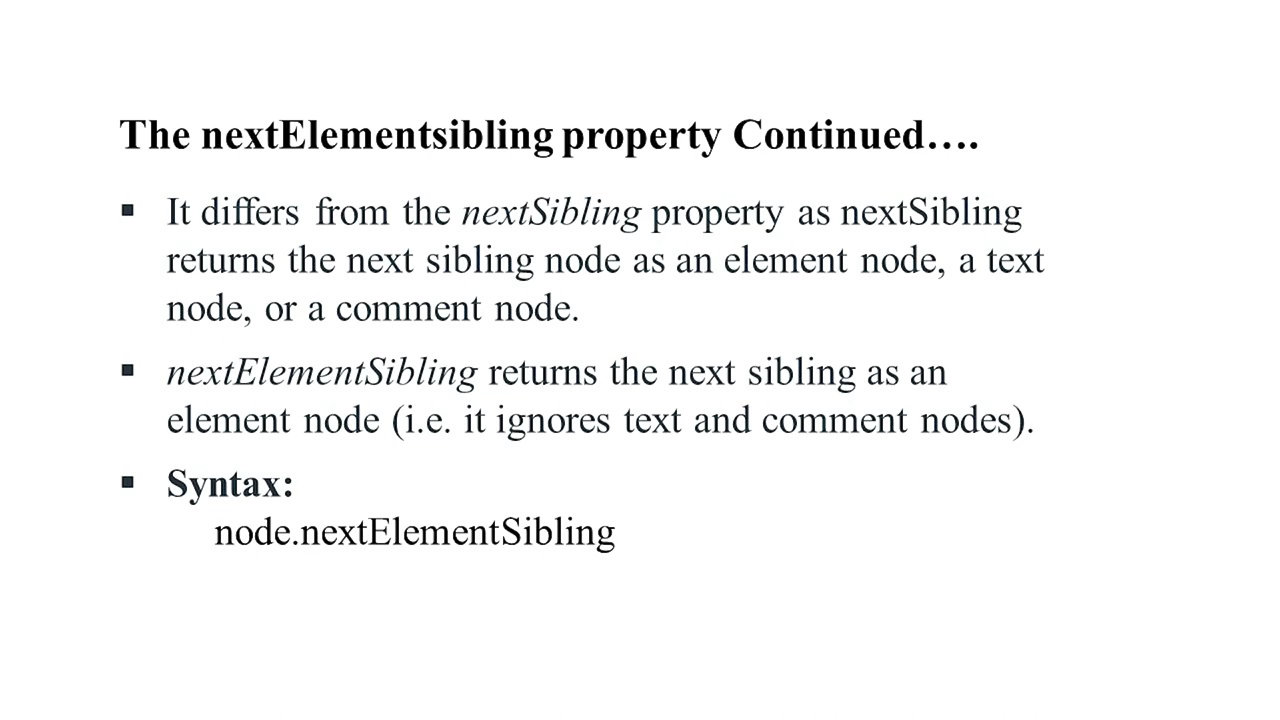 The nextElementsibling property Continued….
▪ It differs from the nextSibling property as nextSibling
returns the next sibling node as an element node, a text
node, or a comment node.
▪ nextElementSibling returns the next sibling as an
element node (i.e. it ignores text and comment nodes).
▪ Syntax:
node.nextElementSibling